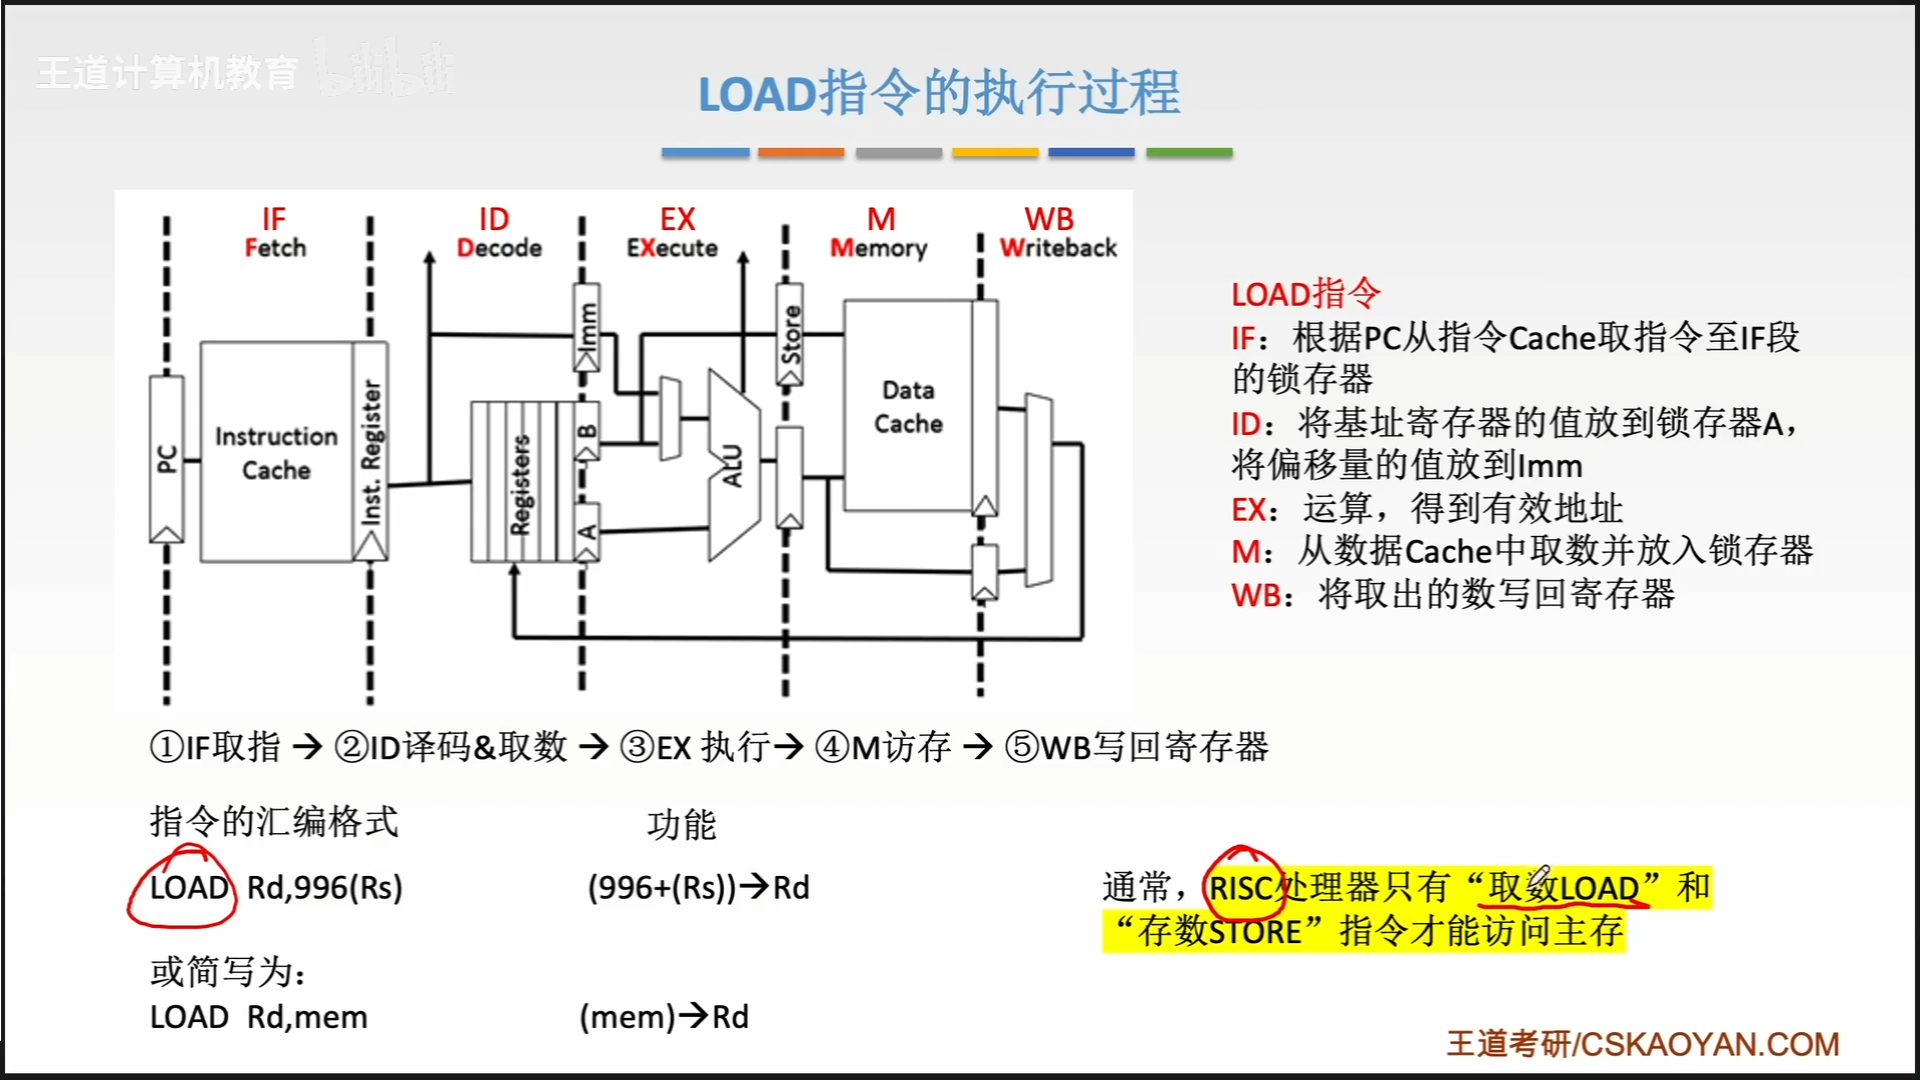 王道计算机教育 bilibili
LOAD指令的执行过程
IF
Fetch
ID
Decode
EX
EXecute
M
Memory
WB
Writeback
PC
Instruction
Cache
Inst. Register
Registers
Imm
B
A
ALU
Store
Data
Cache
LOAD指令
IF：根据PC从指令Cache取指令至IF段
的锁存器
ID：将基址寄存器的值放到锁存器A，
将偏移量的值放到Imm
EX：运算，得到有效地址
M：从数据Cache中取数并放入锁存器
WB：将取出的数写回寄存器
①IF取指 → ②ID译码&取数 → ③EX 执行→ ④M访存 → ⑤WB写回寄存器
指令的汇编格式 功能
LOAD Rd,996(Rs) (996+(Rs))→Rd
或简写为：
LOAD Rd,mem (mem)→Rd
通常，RISC处理器只有“取数LOAD”和
“存数STORE”指令才能访问主存
王道考研/CSKAOYAN.COM